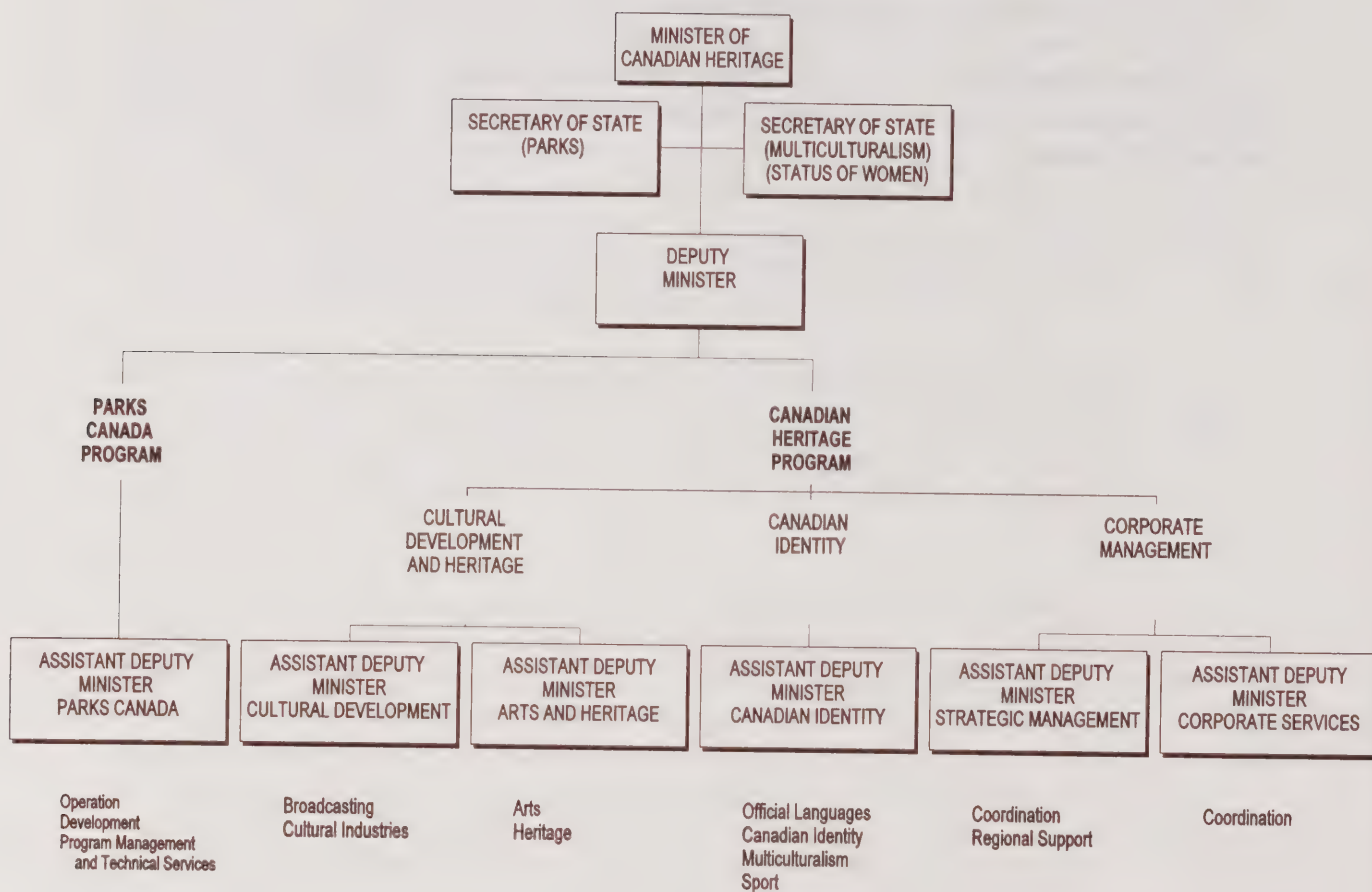 MINISTER OF
CANADIAN HERITAGE
SECRETARY OF STATE
(PARKS)
SECRETARY OF STATE
(MULTICULTURALISM)
(STATUS OF WOMEN)
DEPUTY
MINISTER
PARKS
CANADA
PROGRAM
CANADIAN
HERITAGE
PROGRAM
CULTURAL
DEVELOPMENT
AND HERITAGE
CANADIAN
IDENTITY
CORPORATE
MANAGEMENT
ASSISTANT DEPUTY
MINISTER
PARKS CANADA
ASSISTANT DEPUTY
MINISTER
CULTURAL DEVELOPMENT
ASSISTANT DEPUTY
MINISTER
ARTS AND HERITAGE
ASSISTANT DEPUTY
MINISTER
CANADIAN IDENTITY
ASSISTANT DEPUTY
MINISTER
STRATEGIC MANAGEMENT
ASSISTANT DEPUTY
MINISTER
CORPORATE SERVICES
Operation
Development
Program Management
and Technical Services
Broadcasting
Cultural Industries
Arts
Heritage
Official Languages
Canadian Identity
Multiculturalism
Sport
Coordination
Regional Support
Coordination